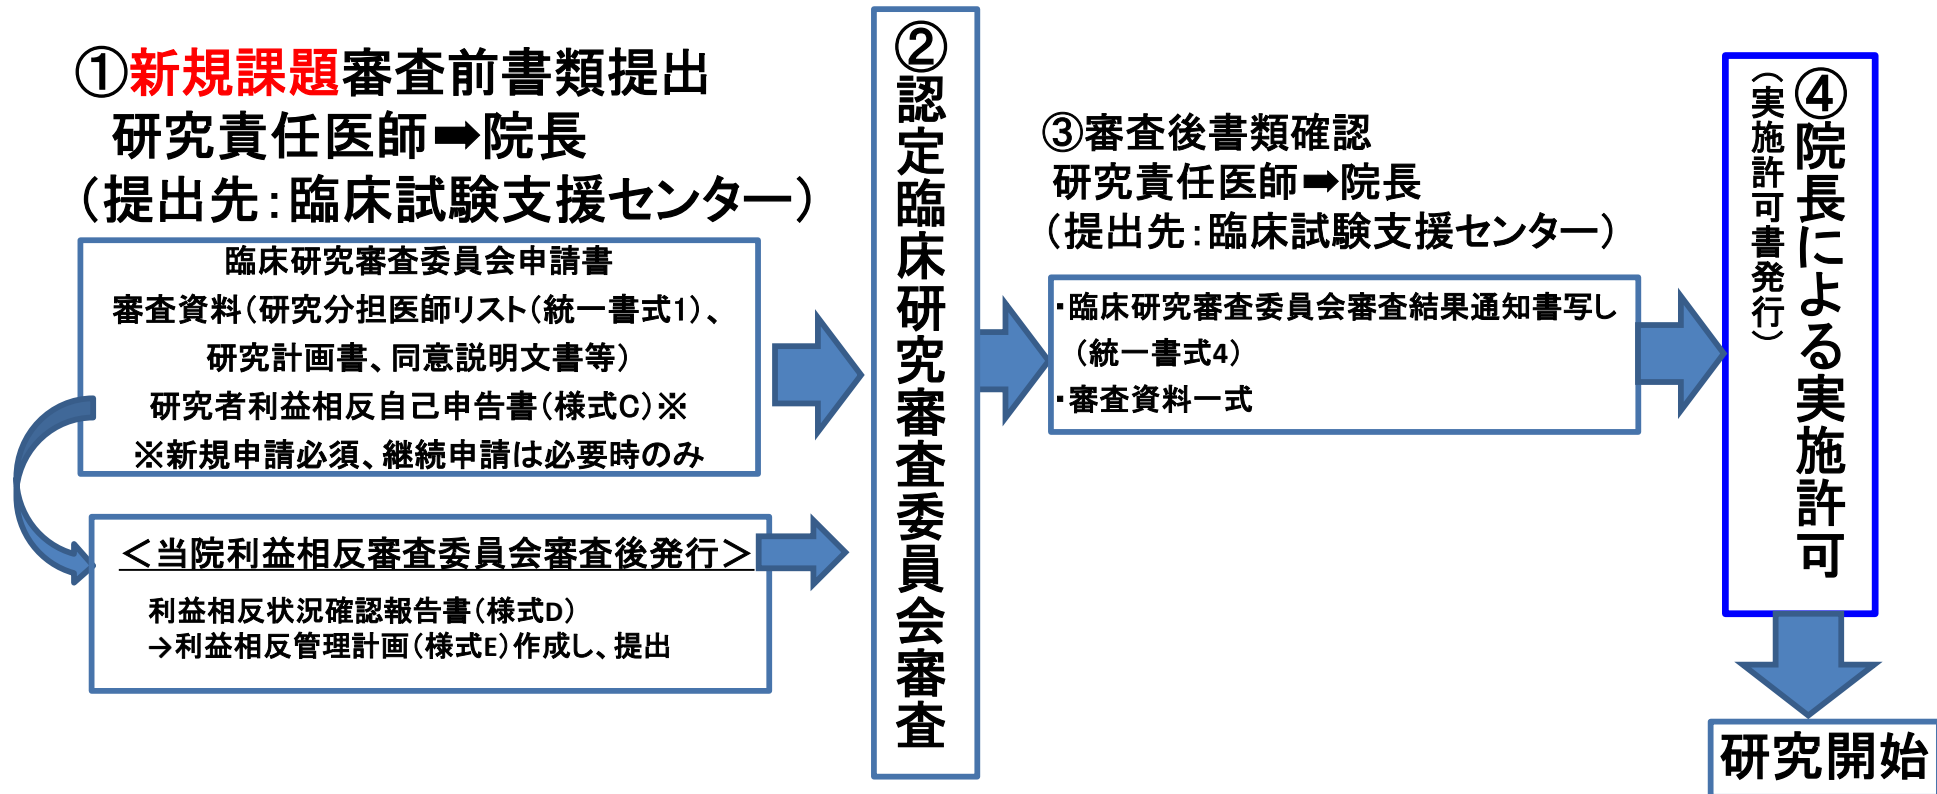 ①新規課題審査前書類提出
研究責任医師➡院長
（提出先：臨床試験支援センター）
臨床研究審査委員会申請書
審査資料（研究分担医師リスト（統一書式1）、
研究計画書、同意説明文書等）
研究者利益相反自己申告書（様式C）※
※新規申請必須、継続申請は必要時のみ
＜当院利益相反審査委員会審査後発行＞
利益相反状況確認報告書（様式D）
→利益相反管理計画（様式E）作成し、提出
②認定臨床研究審査委員会審査
③審査後書類確認
研究責任医師➡院長
（提出先：臨床試験支援センター）
・臨床研究審査委員会審査結果通知書写し
（統一書式4）
・審査資料一式
④院長による実施許可
（実施許可書発行）
研究開始